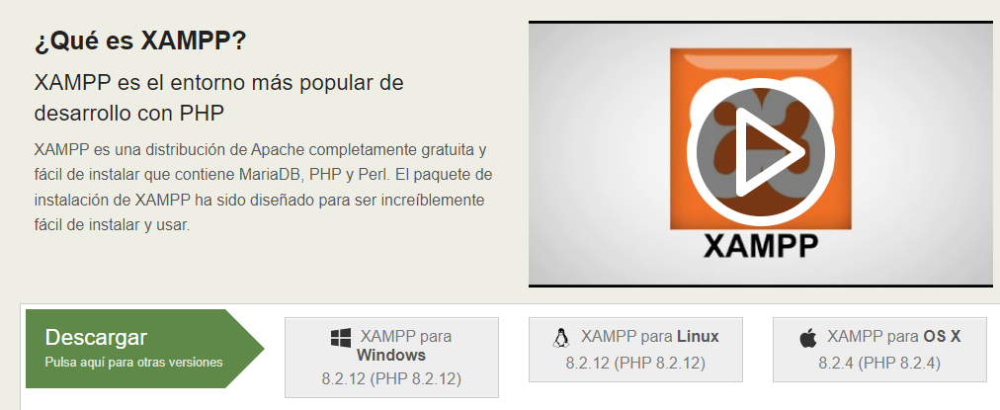 ¿Qué es XAMPP?
XAMPP es el entorno más popular de
desarrollo con PHP
XAMPP es una distribución de Apache completamente gratuita y
fácil de instalar que contiene MariaDB, PHP y Perl. El paquete de
instalación de XAMPP ha sido diseñado para ser increíblemente
fácil de instalar y usar.
XAMPP
Descargar
Pulsa aquí para otras versiones
XAMPP para
Windows
8.2.12 (PHP 8.2.12)
XAMPP para Linux
8.2.12 (PHP 8.2.12)
XAMPP para OS X
8.2.4 (PHP 8.2.4)